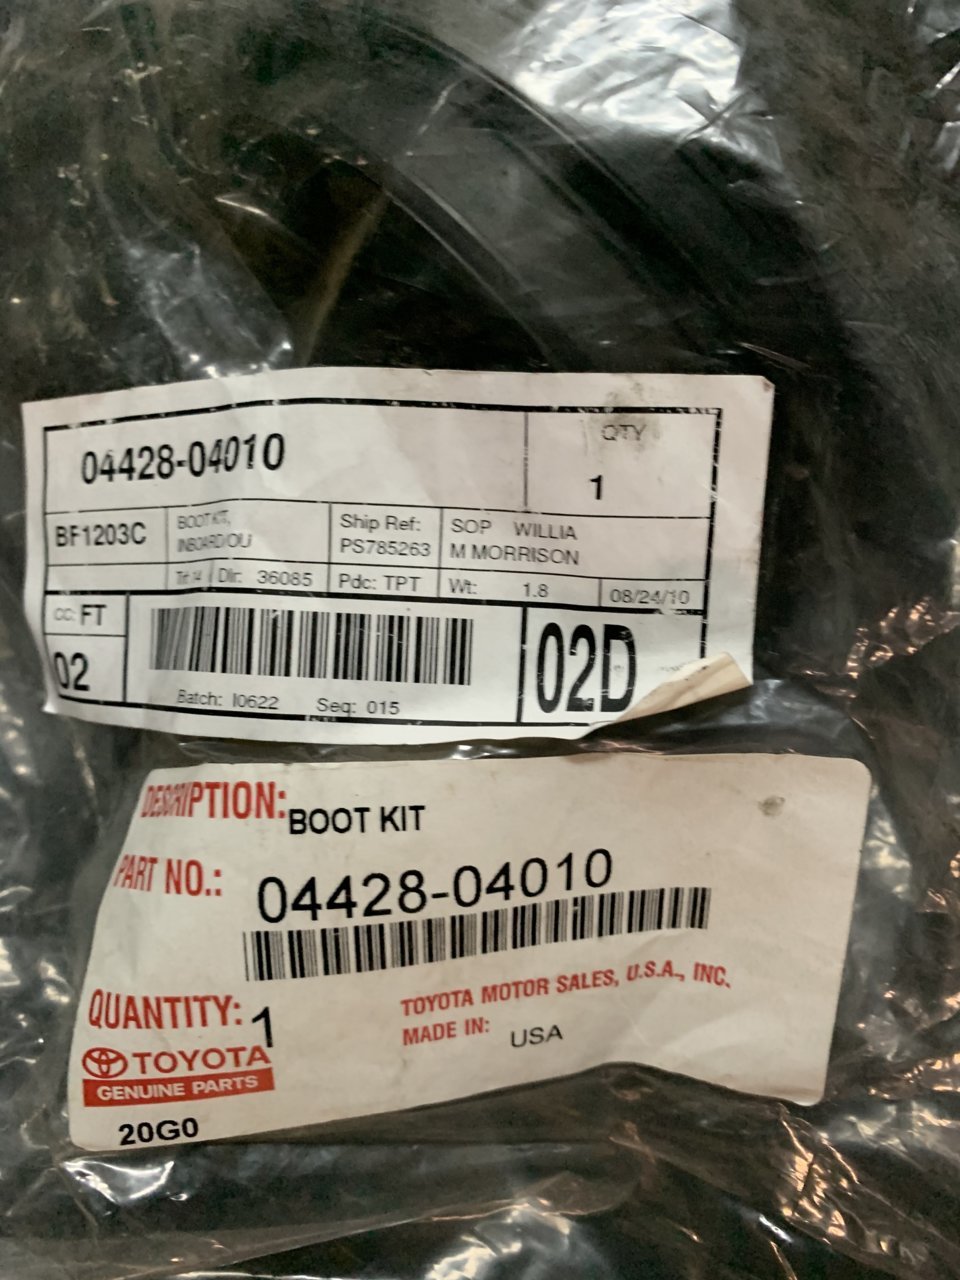 04428-04010
QTY
1
BF1203C
BOOT KIT,
INBOARD/OU
Ship Ref:
PS785263
SOP WILLIA
M MORRISON
Dlr: 36085
Pdc: TPT
Wt: 1.8
08/24/10
CC: FT
02
02D
Batch: I0622 Seq: 015
DESCRIPTION: BOOT KIT
PART NO.: 04428-04010
QUANTITY: 1
TOYOTA MOTOR SALES, U.S.A., INC.
MADE IN: USA
TOYOTA
GENUINE PARTS
20G0